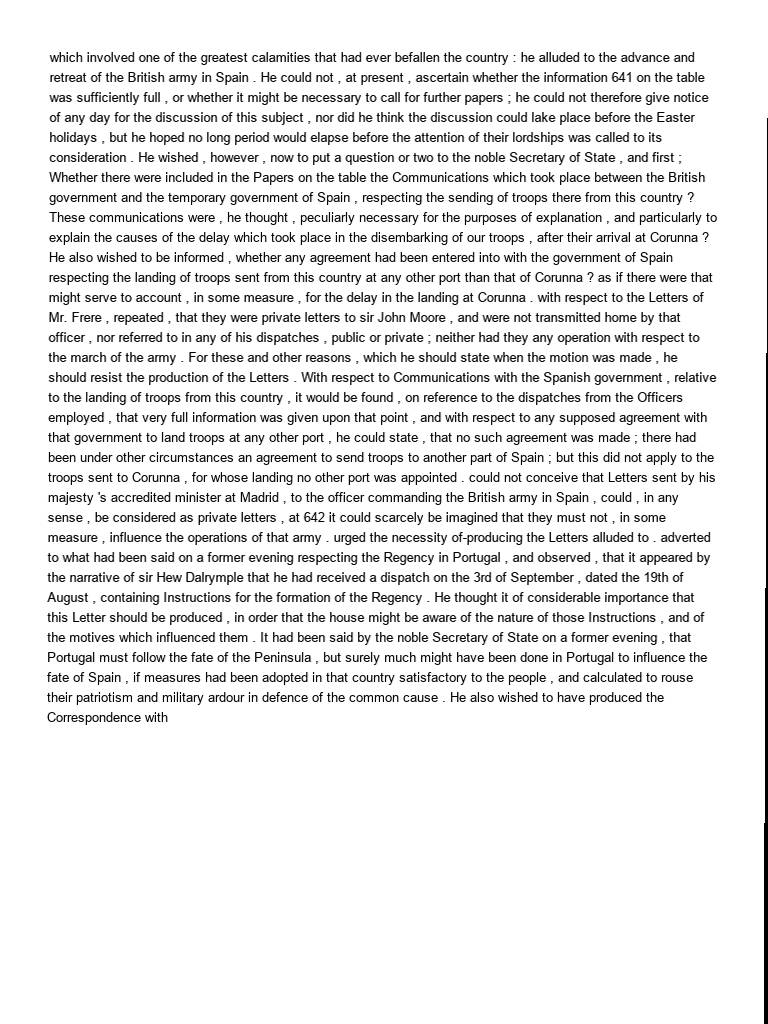 which involved one of the greatest calamities that had ever befallen the country : he alluded to the advance and
retreat of the British army in Spain . He could not , at present , ascertain whether the information 641 on the table
was sufficiently full , or whether it might be necessary to call for further papers ; he could not therefore give notice
of any day for the discussion of this subject , nor did he think the discussion could lake place before the Easter
holidays , but he hoped no long period would elapse before the attention of their lordships was called to its
consideration . He wished , however , now to put a question or two to the noble Secretary of State , and first ;
Whether there were included in the Papers on the table the Communications which took place between the British
government and the temporary government of Spain , respecting the sending of troops there from this country ?
These communications were , he thought , peculiarly necessary for the purposes of explanation , and particularly to
explain the causes of the delay which took place in the disembarking of our troops , after their arrival at Corunna ?
He also wished to be informed , whether any agreement had been entered into with the government of Spain
respecting the landing of troops sent from this country at any other port than that of Corunna ? as if there were that
might serve to account , in some measure , for the delay in the landing at Corunna . with respect to the Letters of
Mr. Frere , repeated , that they were private letters to sir John Moore , and were not transmitted home by that
officer , nor referred to in any of his dispatches , public or private ; neither had they any operation with respect to
the march of the army . For these and other reasons , which he should state when the motion was made , he
should resist the production of the Letters . With respect to Communications with the Spanish government , relative
to the landing of troops from this country , it would be found , on reference to the dispatches from the Officers
employed , that very full information was given upon that point , and with respect to any supposed agreement with
that government to land troops at any other port , he could state , that no such agreement was made ; there had
been under other circumstances an agreement to send troops to another part of Spain ; but this did not apply to the
troops sent to Corunna , for whose landing no other port was appointed . could not conceive that Letters sent by his
majesty 's accredited minister at Madrid , to the officer commanding the British army in Spain , could , in any
sense , be considered as private letters , at 642 it could scarcely be imagined that they must not , in some
measure , influence the operations of that army . urged the necessity of-producing the Letters alluded to . adverted
to what had been said on a former evening respecting the Regency in Portugal , and observed , that it appeared by
the narrative of sir Hew Dalrymple that he had received a dispatch on the 3rd of September , dated the 19th of
August , containing Instructions for the formation of the Regency . He thought it of considerable importance that
this Letter should be produced , in order that the house might be aware of the nature of those Instructions , and of
the motives which influenced them . It had been said by the noble Secretary of State on a former evening , that
Portugal must follow the fate of the Peninsula , but surely much might have been done in Portugal to influence the
fate of Spain , if measures had been adopted in that country satisfactory to the people , and calculated to rouse
their patriotism and military ardour in defence of the common cause . He also wished to have produced the
Correspondence with